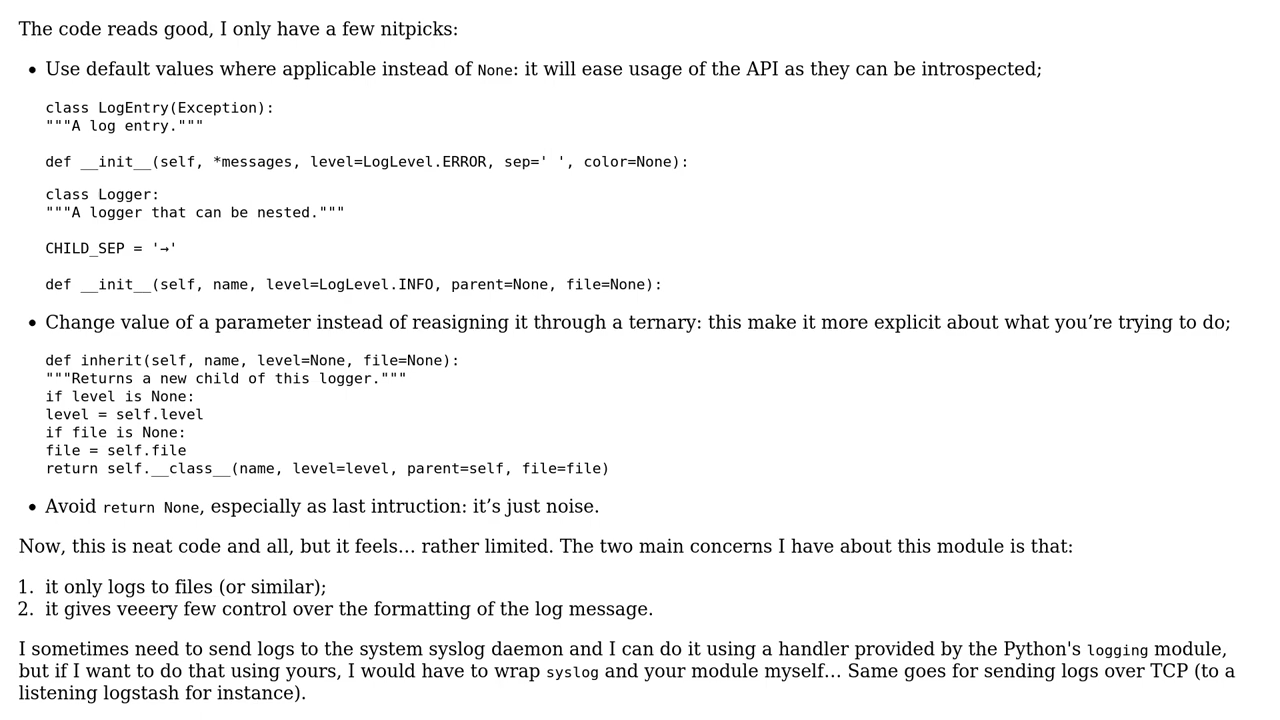 The code reads good, I only have a few nitpicks:
• Use default values where applicable instead of None: it will ease usage of the API as they can be introspected;
class LogEntry(Exception):
"""A log entry."""
def __init__(self, *messages, level=LogLevel.ERROR, sep=' ', color=None):
class Logger:
"""A logger that can be nested."""
CHILD_SEP = '→'
def __init__(self, name, level=LogLevel.INFO, parent=None, file=None):
• Change value of a parameter instead of reasigning it through a ternary: this make it more explicit about what you’re trying to do;
def inherit(self, name, level=None, file=None):
"""Returns a new child of this logger."""
if level is None:
level = self.level
if file is None:
file = self.file
return self.__class__(name, level=level, parent=self, file=file)
• Avoid return None, especially as last intruction: it’s just noise.
Now, this is neat code and all, but it feels… rather limited. The two main concerns I have about this module is that:
1. it only logs to files (or similar);
2. it gives veeery few control over the formatting of the log message.
I sometimes need to send logs to the system syslog daemon and I can do it using a handler provided by the Python's logging module,
but if I want to do that using yours, I would have to wrap syslog and your module myself… Same goes for sending logs over TCP (to a
listening logstash for instance).